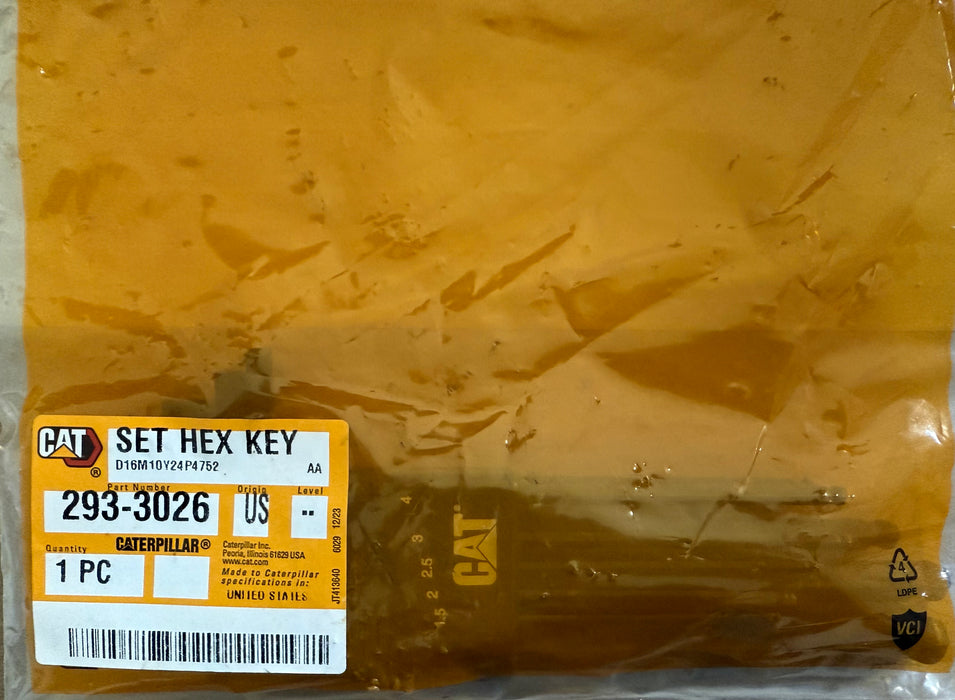 CAT
®
SET HEX KEY
D16M10Y24P4752
AA
Part Number
Origin
Level
293-3026
US
--
Quantity
CATERPILLAR®
Caterpillar Inc.
Peoria, Illinois 61629 USA
www.cat.com
1 PC
Made to Caterpillar
specifications in:
UNITED STATES
JT413640
6029 12/23
1.5 2 2.5 3 4
CAT
4
LDPE
VCI